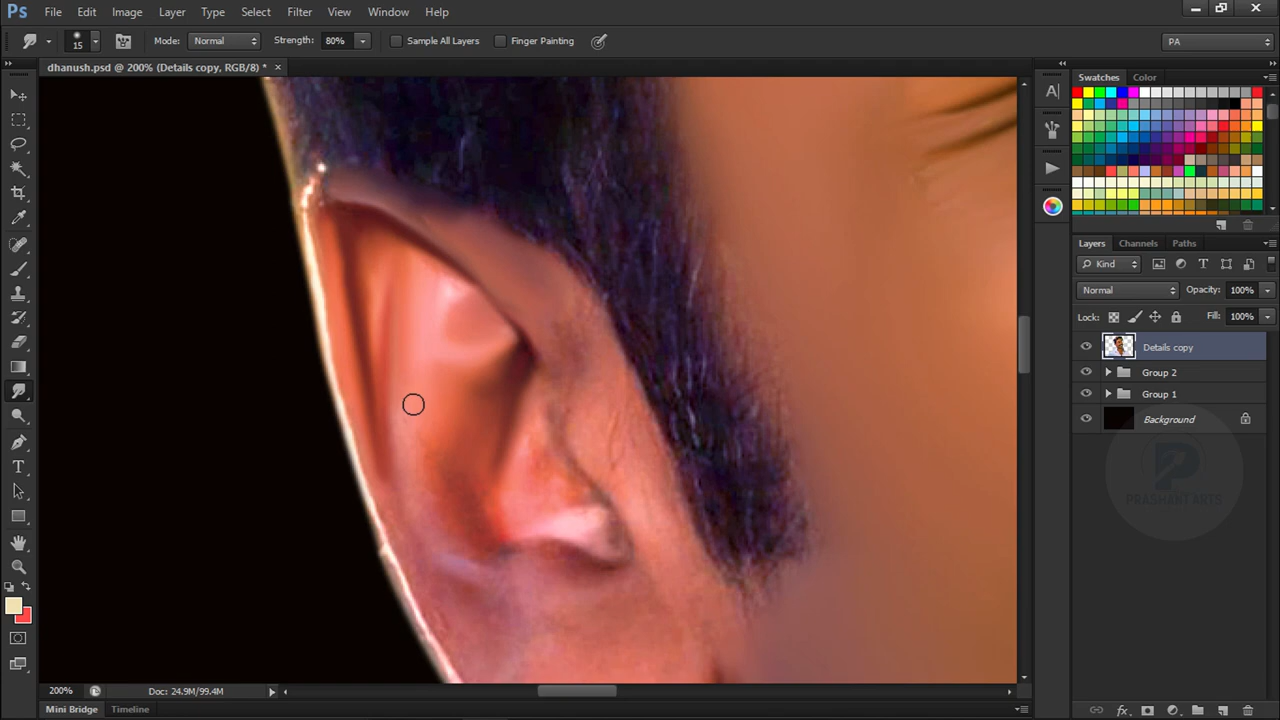 Ps File Edit Image Layer Type Select Filter View Window Help
15 Mode: Normal Strength: 80% Sample All Layers Finger Painting PA
dhanush.psd @ 200% (Details copy, RGB/8) * ×
Swatches Color
Layers Channels Paths
Kind
Normal Opacity: 100%
Lock: Fill: 100%
Details copy
Group 2
Group 1
Background
PRASHANT ARTS
200% Doc: 24.9M/99.4M
Mini Bridge Timeline